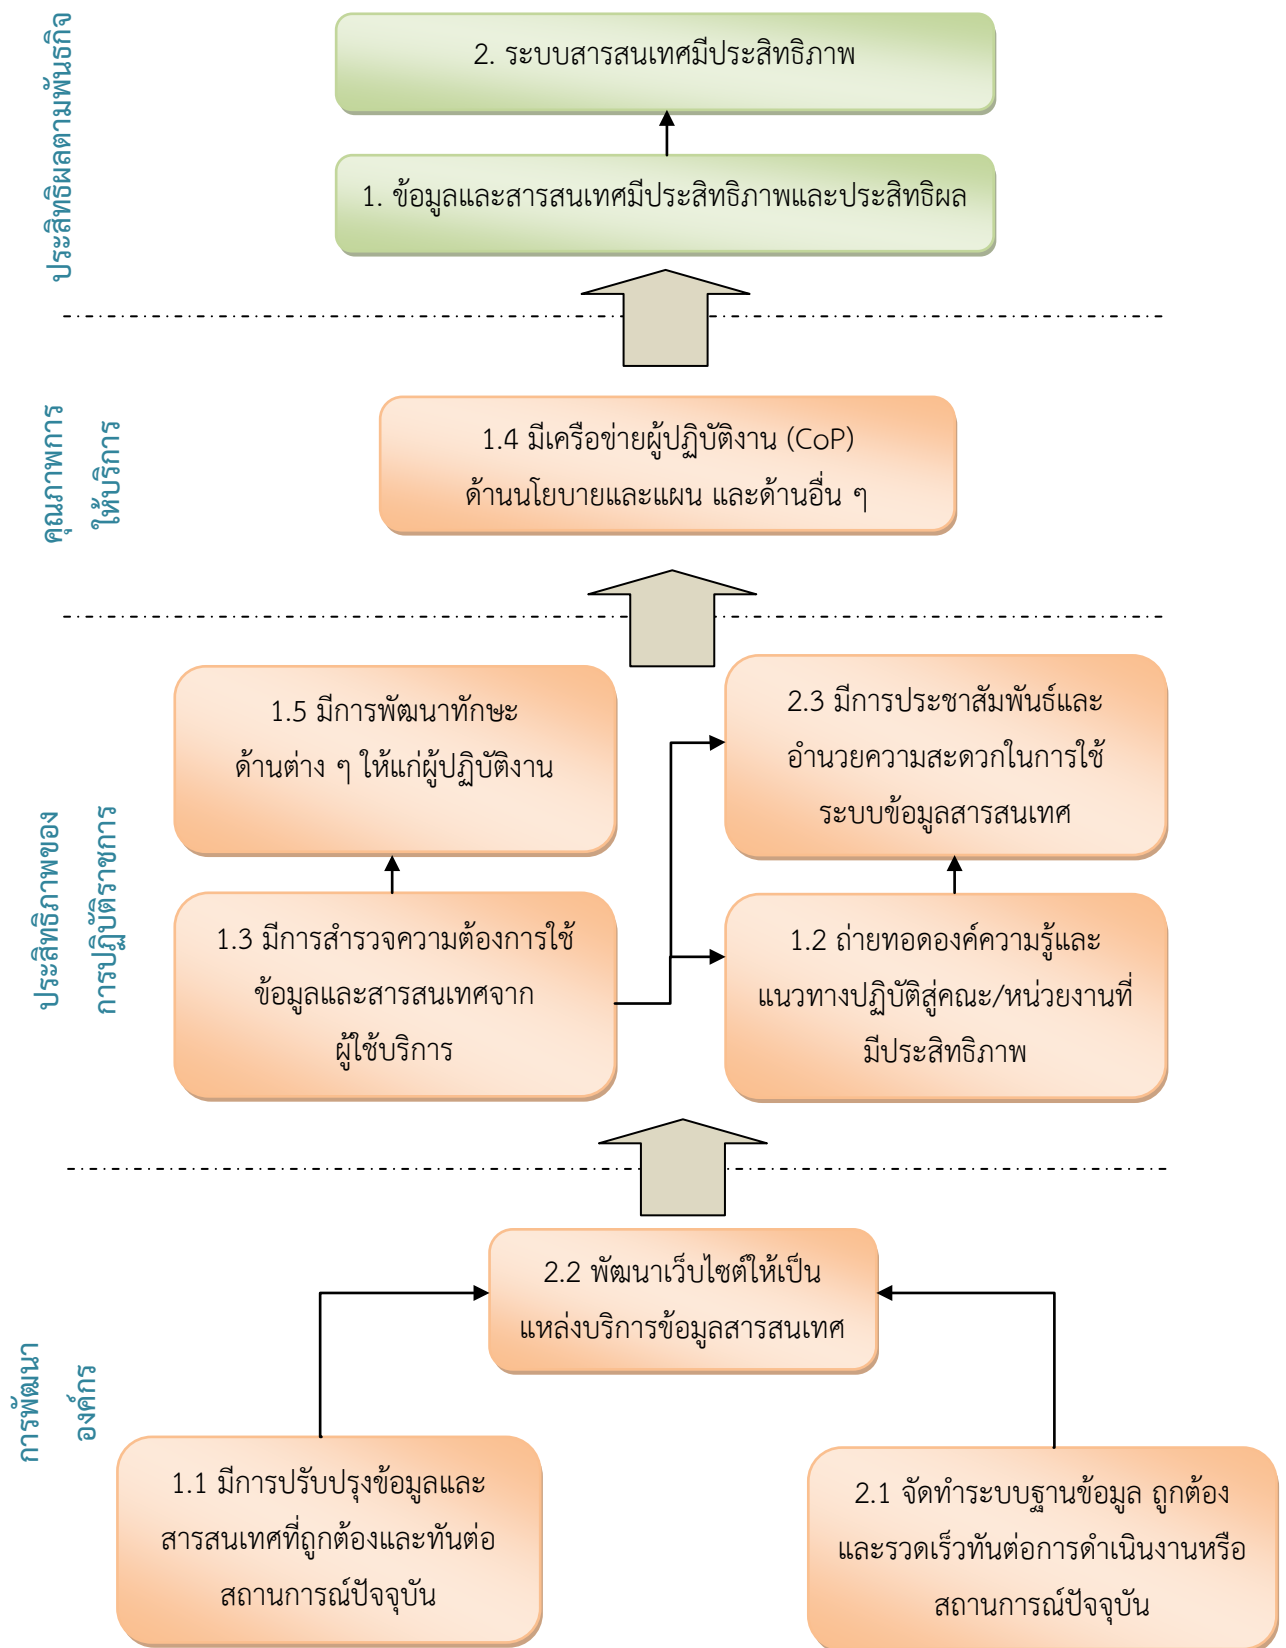 ประสิทธิผลตามพันธกิจ
2. ระบบสารสนเทศมีประสิทธิภาพ
1. ข้อมูลและสารสนเทศมีประสิทธิภาพและประสิทธิผล
คุณภาพการ
ให้บริการ
1.4 มีเครือข่ายผู้ปฏิบัติงาน (CoP)
ด้านนโยบายและแผน และด้านอื่น ๆ
ประสิทธิภาพของ
การปฏิบัติราชการ
1.5 มีการพัฒนาทักษะ
ด้านต่าง ๆ ให้แก่ผู้ปฏิบัติงาน
2.3 มีการประชาสัมพันธ์และ
อำนวยความสะดวกในการใช้
ระบบข้อมูลสารสนเทศ
1.3 มีการสำรวจความต้องการใช้
ข้อมูลและสารสนเทศจาก
ผู้ใช้บริการ
1.2 ถ่ายทอดองค์ความรู้และ
แนวทางปฏิบัติสู่คณะ/หน่วยงานที่
มีประสิทธิภาพ
การพัฒนา
องค์กร
2.2 พัฒนาเว็บไซต์ให้เป็น
แหล่งบริการข้อมูลสารสนเทศ
1.1 มีการปรับปรุงข้อมูลและ
สารสนเทศที่ถูกต้องและทันต่อ
สถานการณ์ปัจจุบัน
2.1 จัดทำระบบฐานข้อมูล ถูกต้อง
และรวดเร็วทันต่อการดำเนินงานหรือ
สถานการณ์ปัจจุบัน